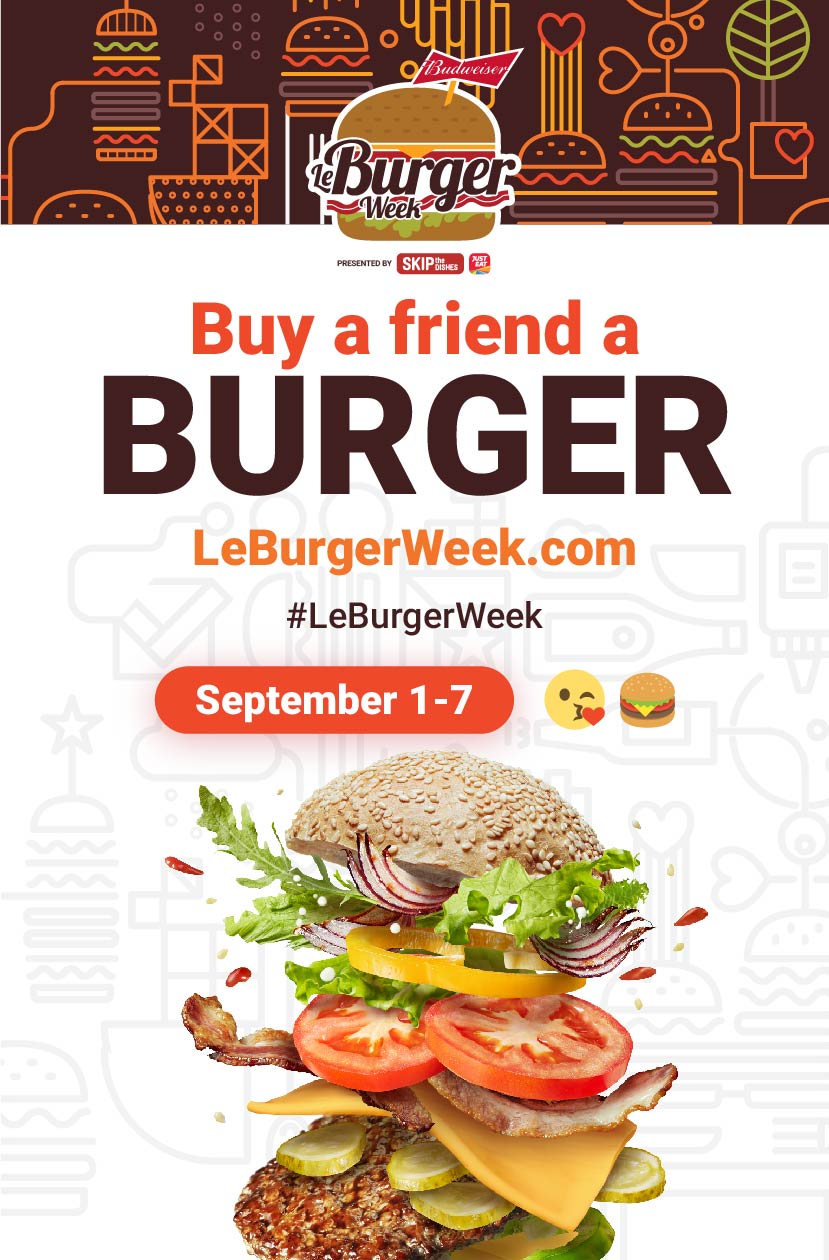 Budweiser
Le Burger
Week
PRESENTED BY SKIP the DISHES JUST EAT
Buy a friend a
BURGER
LeBurgerWeek.com
#LeBurgerWeek
September 1-7